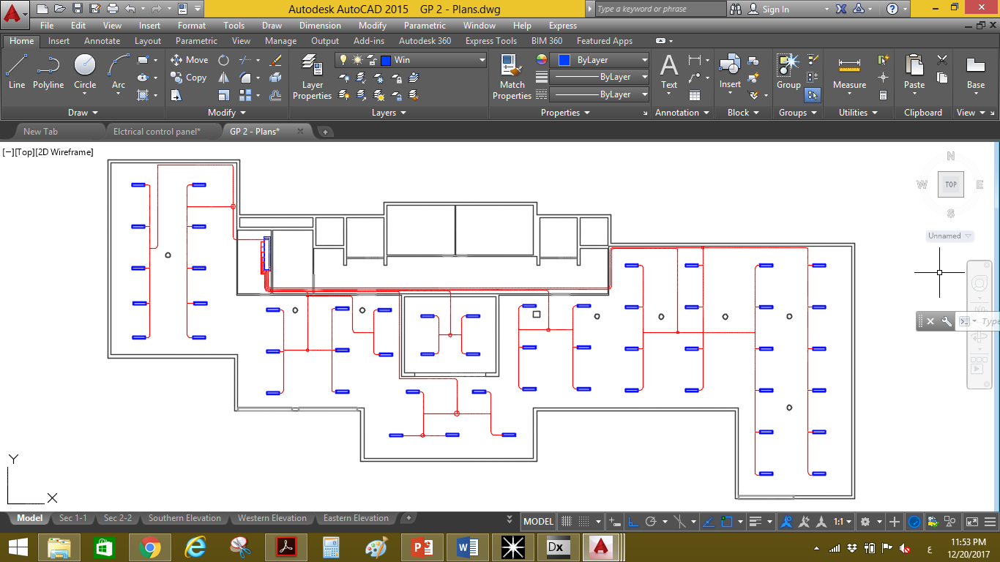 Autodesk AutoCAD 2015 GP 2 - Plans.dwg
Type a keyword or phrase
Sign In
File Edit View Insert Format Tools Draw Dimension Modify Parametric Window Help Express
Home Insert Annotate Layout Parametric View Manage Output Add-ins Autodesk 360 Express Tools BIM 360 Featured Apps
Move
Copy
Win
ByLayer
ByLayer
ByLayer
Line Polyline Circle Arc
Layer
Properties
Match
Properties
Text
Insert
Group
Measure
Paste
Base
Draw Modify Layers Properties Annotation Block Groups Utilities Clipboard View
New Tab Elctrical control panel* GP 2 - Plans*
[−][Top][2D Wireframe]
N
W TOP E
S
Unnamed
Type
Y
X
Model Sec 1-1 Sec 2-2 Southern Elevation Western Elevation Eastern Elevation
MODEL 1:1
Dx
ع
11:53 PM
12/20/2017